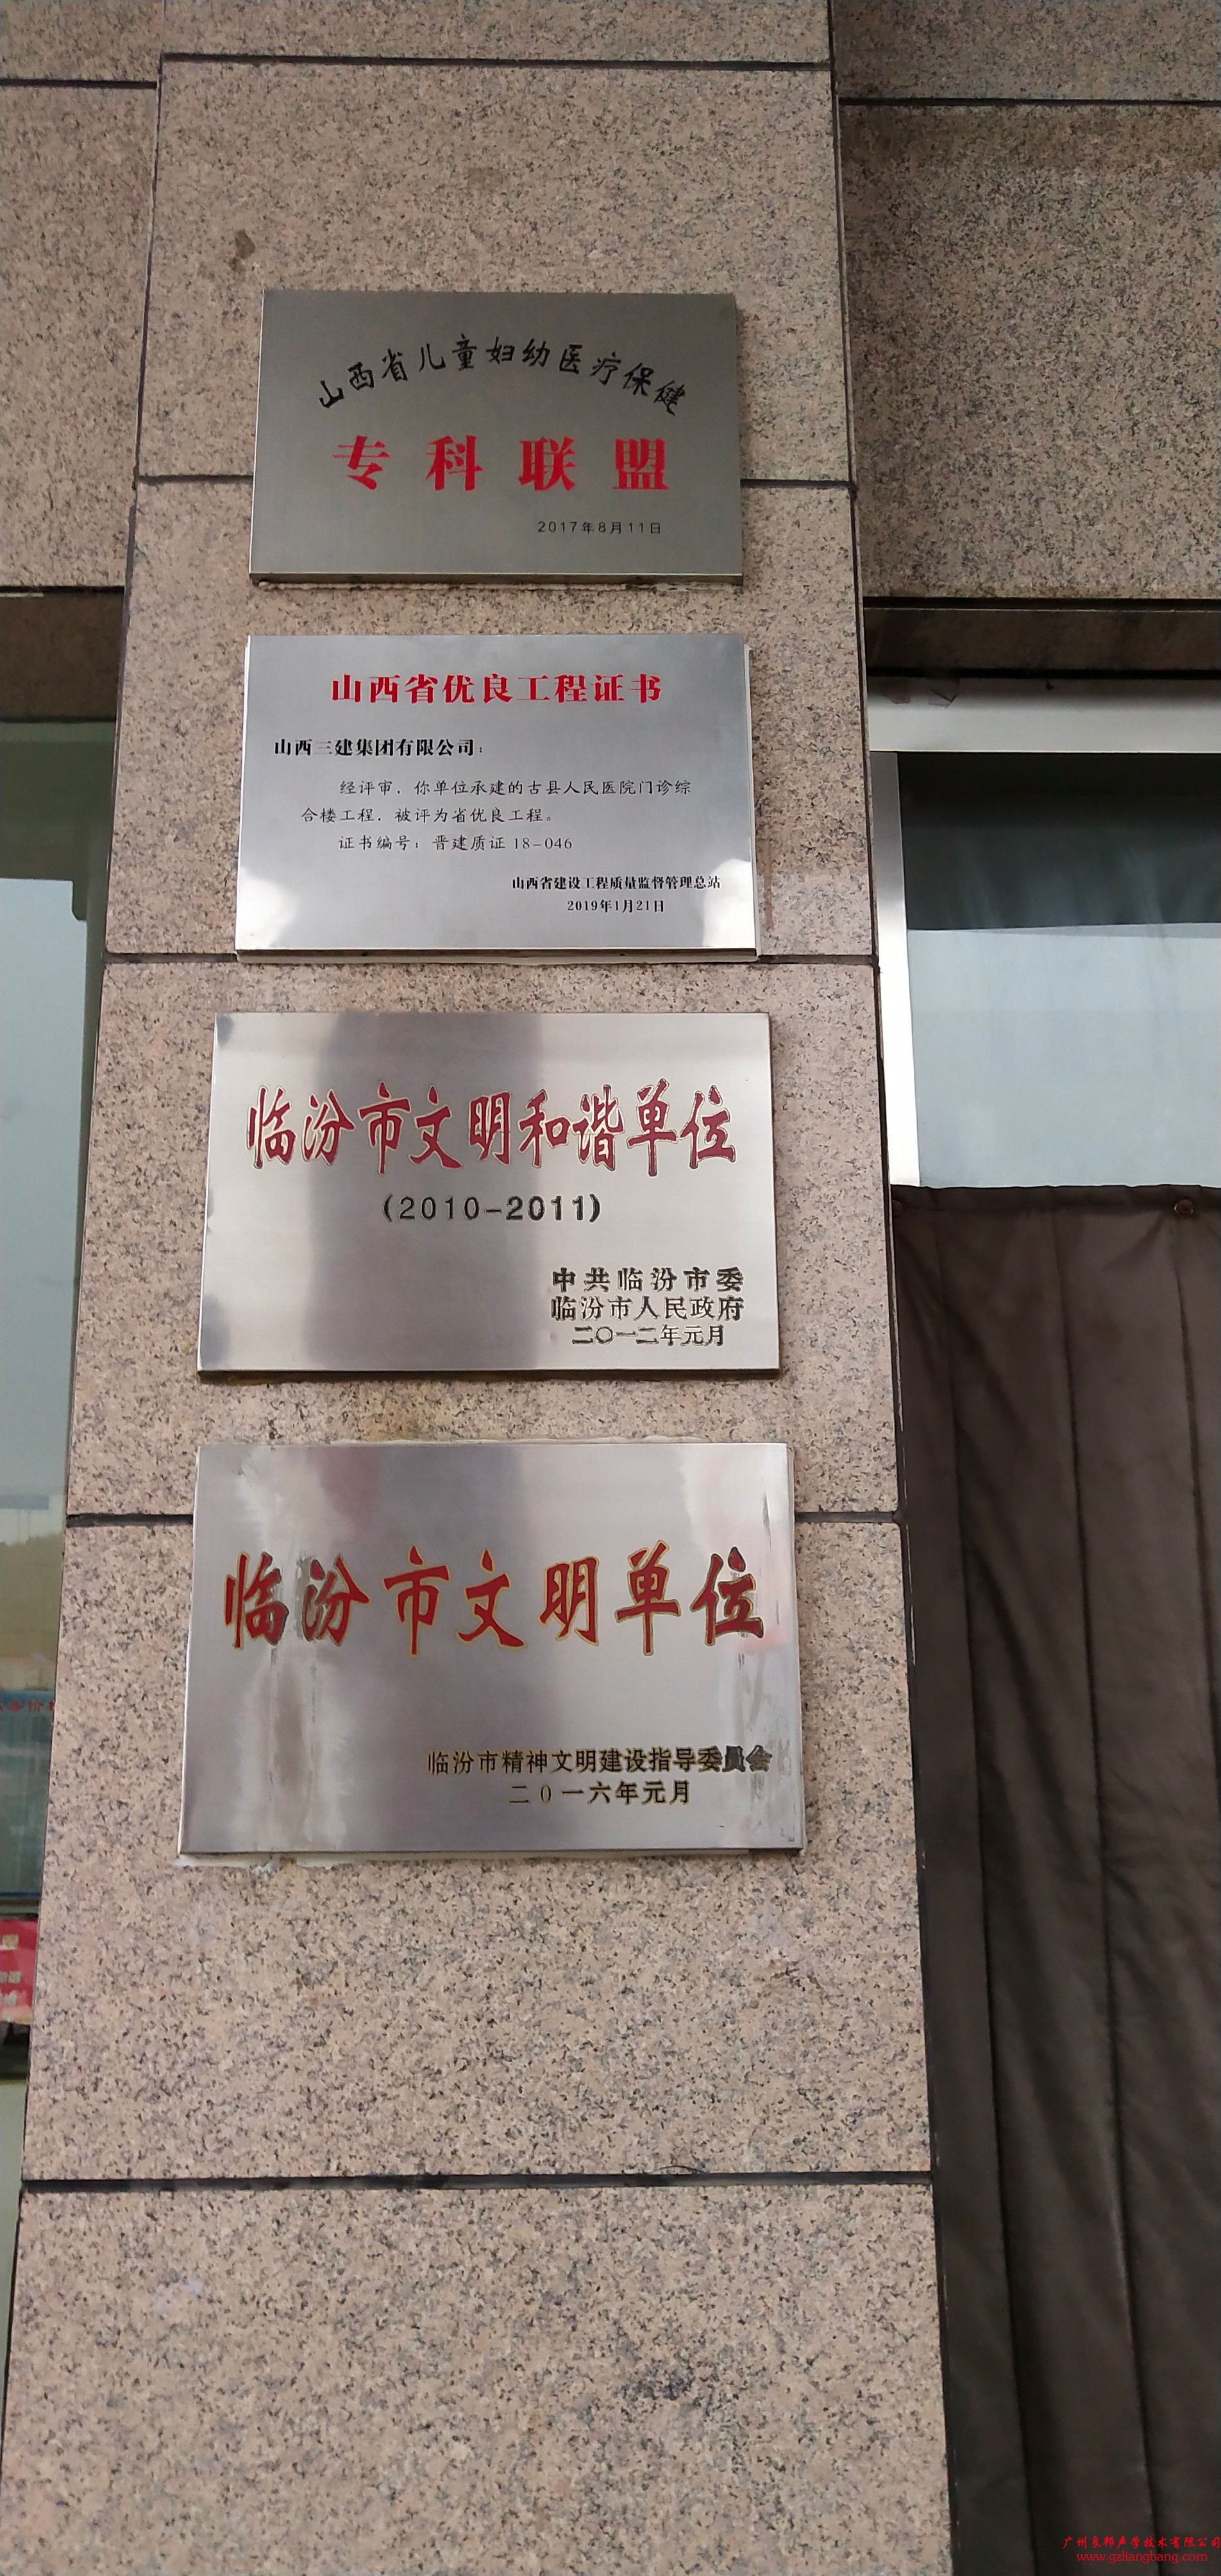 山西省儿童妇幼医疗保健
专科联盟
2017年8月11日
山西省优良工程证书
山西三建集团有限公司：
经评审，你单位承建的古县人民医院门诊综
合楼工程，被评为省优良工程。
证书编号：晋建质证 18-046
山西省建设工程质量监督管理总站
2019年1月21日
临汾市文明和谐单位
(2010-2011)
中共临汾市委
临汾市人民政府
二〇一二年元月
临汾市文明单位
临汾市精神文明建设指导委员会
二0一六年元月
广州良邦声学技术有限公司
www.gzliangbang.com